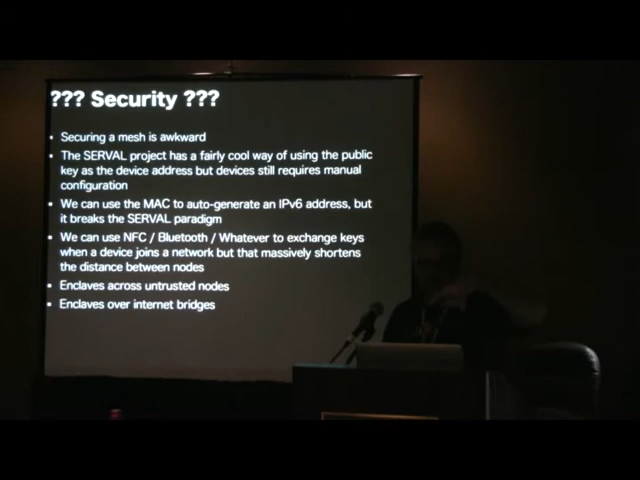 ??? Security ???
• Securing a mesh is awkward
• The SERVAL project has a fairly cool way of using the public
key as the device address but devices still requires manual
configuration
• We can use the MAC to auto-generate an IPv6 address, but
it breaks the SERVAL paradigm
• We can use NFC / Bluetooth / Whatever to exchange keys
when a device joins a network but that massively shortens
the distance between nodes
• Enclaves across untrusted nodes
• Enclaves over internet bridges